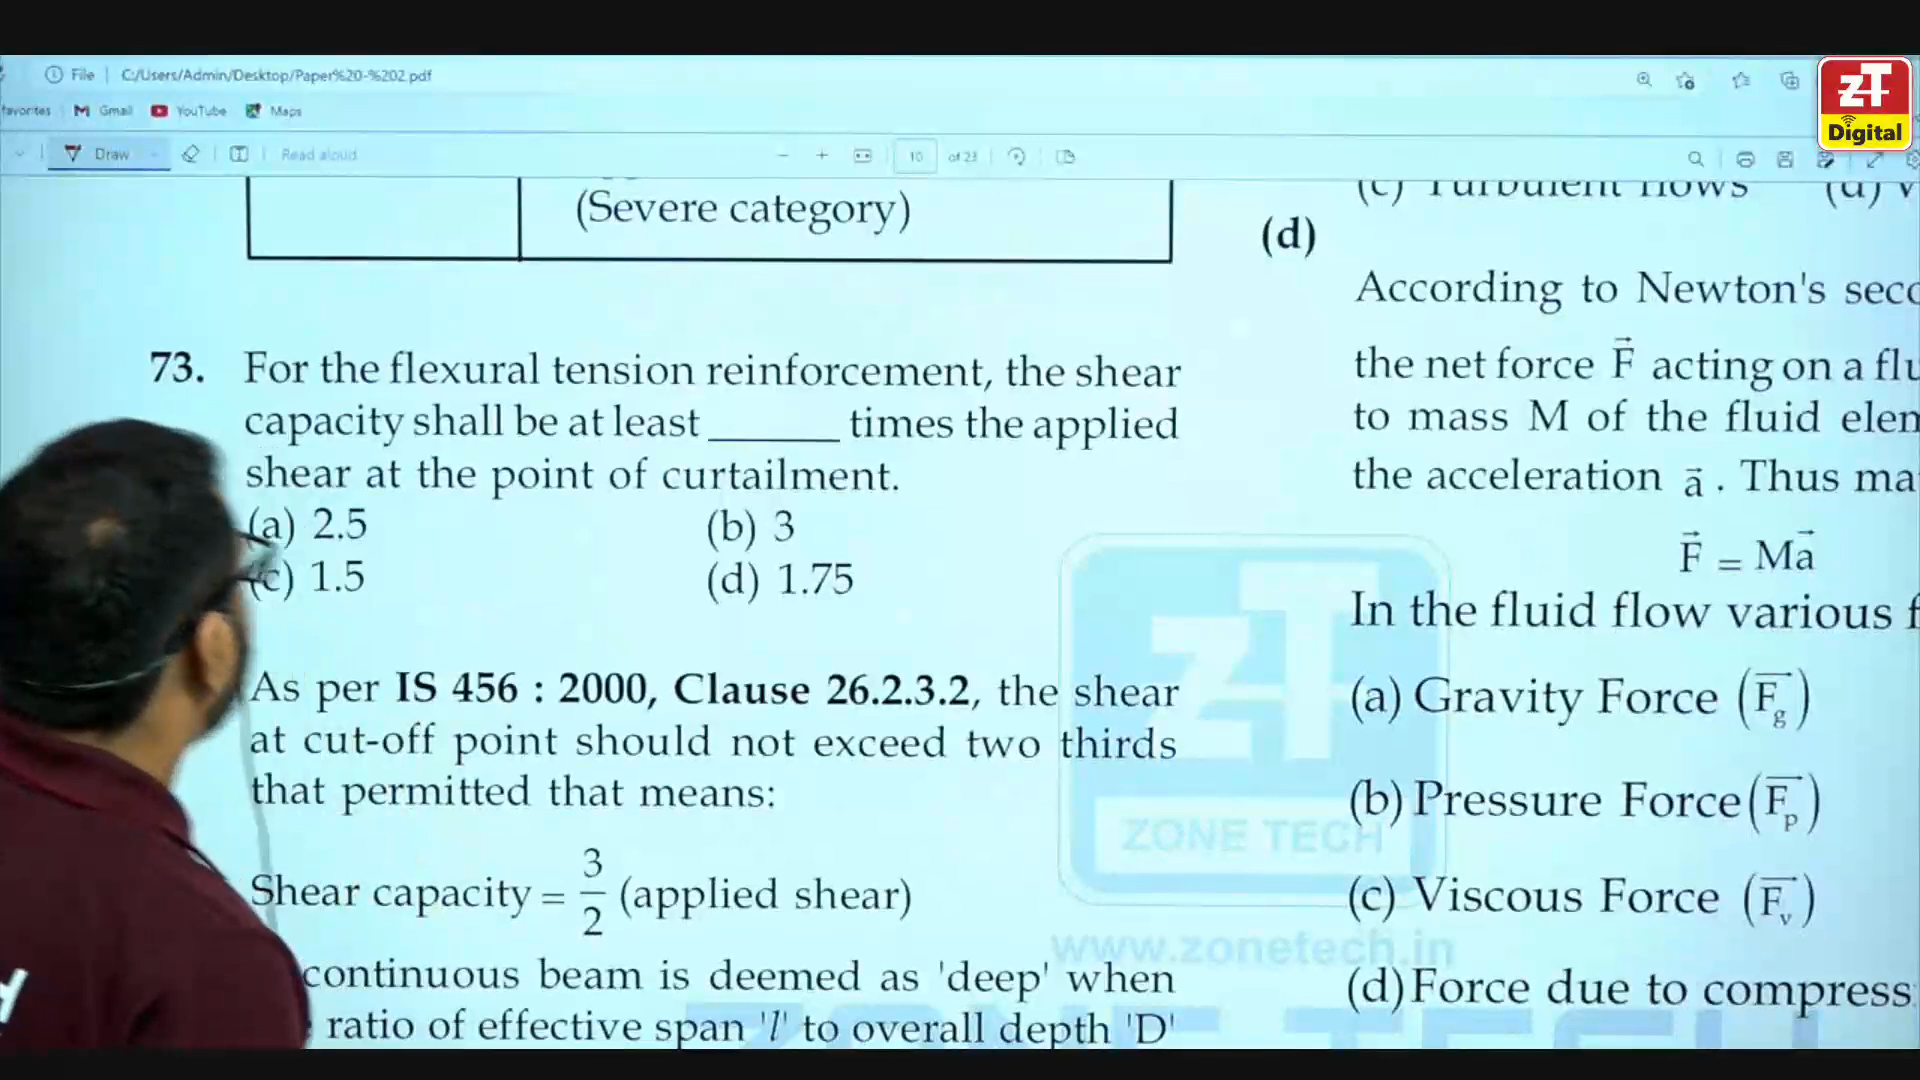 File | C:/Users/Admin/Desktop/Paper%20-%202.pdf
favorites Gmail YouTube Maps
Draw Read aloud 10 of 23
ZT
Digital
(Severe category)
73. For the flexural tension reinforcement, the shear
capacity shall be at least ______ times the applied
shear at the point of curtailment.
(a) 2.5 (b) 3
(c) 1.5 (d) 1.75
As per IS 456 : 2000, Clause 26.2.3.2, the shear
at cut-off point should not exceed two thirds
that permitted that means:
Shear capacity = 3/2 (applied shear)
continuous beam is deemed as 'deep' when
ratio of effective span 'l' to overall depth 'D'
(c) Turbulent flows (d) V
(d)
According to Newton's seco
the net force F⃗ acting on a flu
to mass M of the fluid elem
the acceleration a⃗ . Thus ma
F⃗ = Ma⃗
In the fluid flow various f
(a) Gravity Force (F⃗g)
(b) Pressure Force (F⃗p)
(c) Viscous Force (F⃗v)
(d) Force due to compress
ZT
ZONE TECH
www.zonetech.in
ZONE TECH